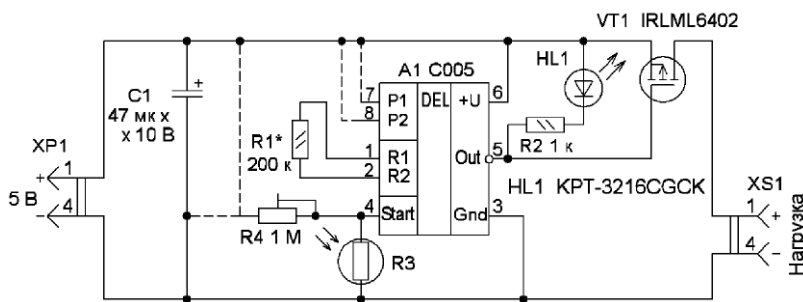 VT1 IRLML6402
A1 C005
HL1
C1
47 мк х
х 10 В
+
7
P1
DEL
+U
6
8
P2
XP1
R1*
200 к
1
R1
2
R2
Out
5
R2 1 к
HL1 KPT-3216CGCK
XS1
1
+
5 В
−
4
R4 1 М
4
Start
Gnd
3
R3
1
+
4
−
Нагрузка